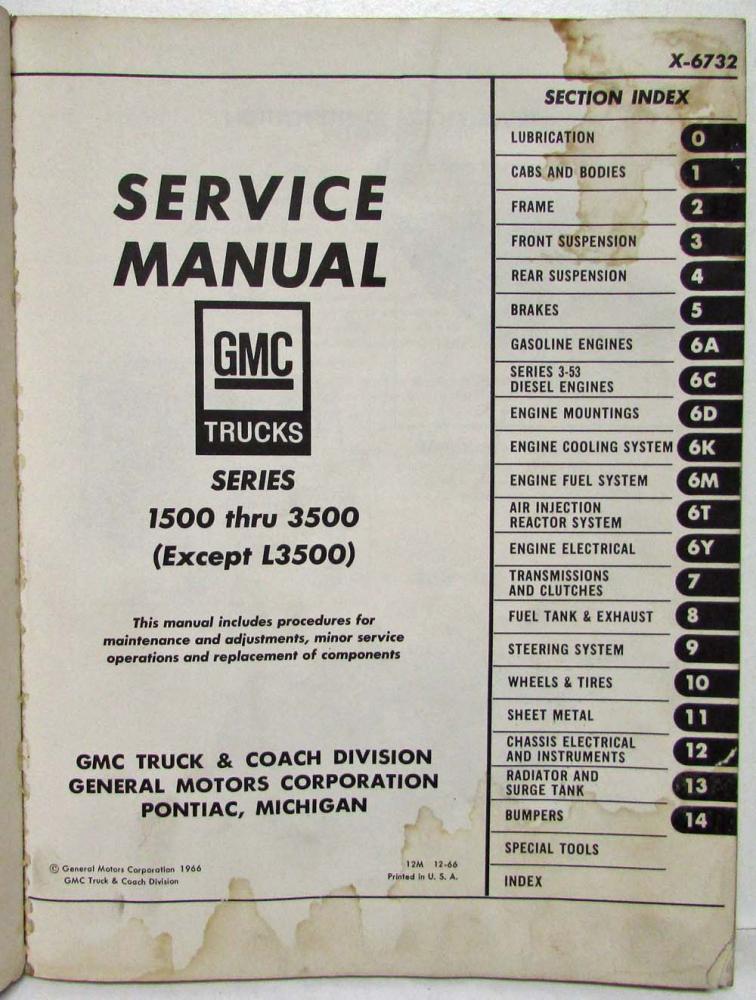 X-6732
SERVICE
MANUAL
GMC
TRUCKS
SERIES
1500 thru 3500
(Except L3500)
This manual includes procedures for
maintenance and adjustments, minor service
operations and replacement of components
GMC TRUCK & COACH DIVISION
GENERAL MOTORS CORPORATION
PONTIAC, MICHIGAN
© General Motors Corporation 1966
GMC Truck & Coach Division
12M 12-66
Printed in U. S. A.
SECTION INDEX
LUBRICATION 0
CABS AND BODIES 1
FRAME 2
FRONT SUSPENSION 3
REAR SUSPENSION 4
BRAKES 5
GASOLINE ENGINES 6A
SERIES 3-53
DIESEL ENGINES 6C
ENGINE MOUNTINGS 6D
ENGINE COOLING SYSTEM 6K
ENGINE FUEL SYSTEM 6M
AIR INJECTION
REACTOR SYSTEM 6T
ENGINE ELECTRICAL 6Y
TRANSMISSIONS
AND CLUTCHES 7
FUEL TANK & EXHAUST 8
STEERING SYSTEM 9
WHEELS & TIRES 10
SHEET METAL 11
CHASSIS ELECTRICAL
AND INSTRUMENTS 12
RADIATOR AND
SURGE TANK 13
BUMPERS 14
SPECIAL TOOLS
INDEX